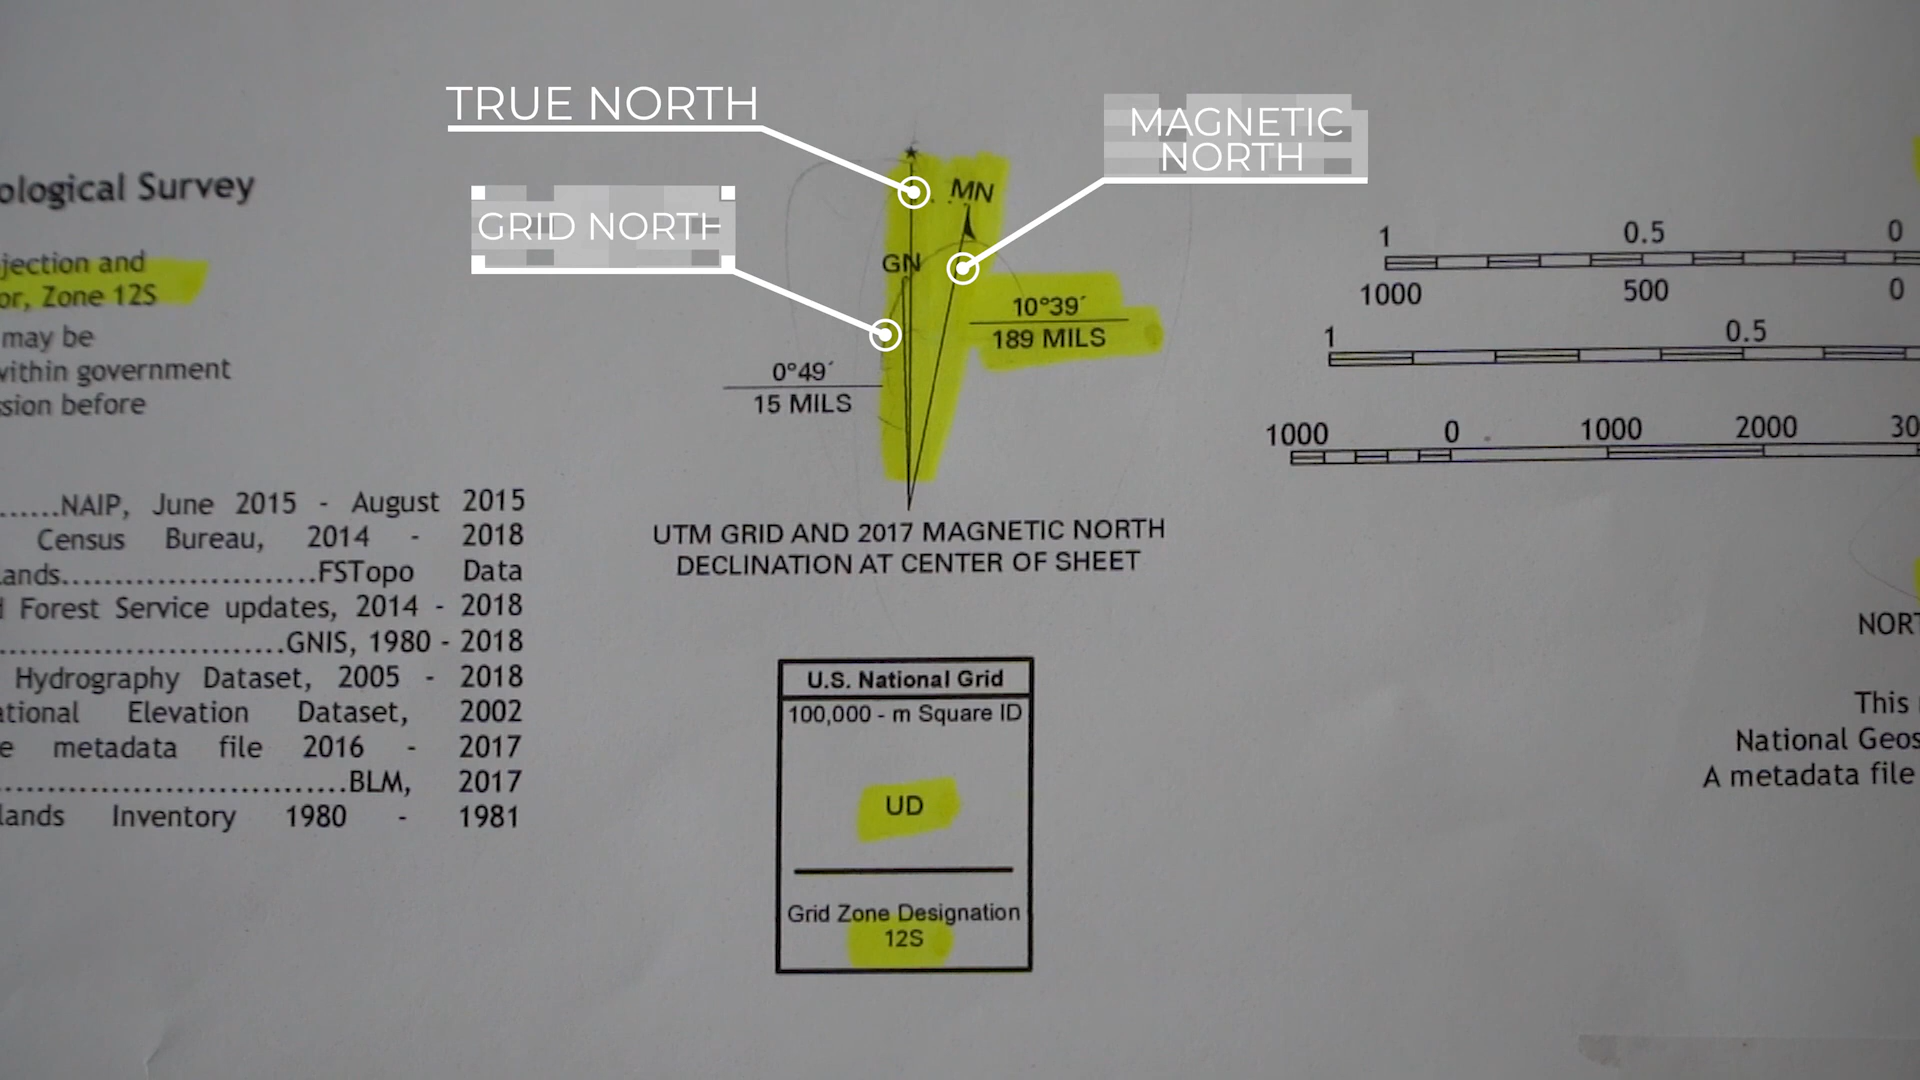 TRUE NORTH
MAGNETIC
NORTH
GRID NORTH
MN
GN
10°39´
189 MILS
0°49´
15 MILS
UTM GRID AND 2017 MAGNETIC NORTH
DECLINATION AT CENTER OF SHEET
ological Survey
jection and
or, Zone 12S
may be
within government
ssion before
......NAIP, June 2015 - August 2015
Census Bureau, 2014 - 2018
ands........................FSTopo Data
Forest Service updates, 2014 - 2018
...........................GNIS, 1980 - 2018
Hydrography Dataset, 2005 - 2018
ational Elevation Dataset, 2002
e metadata file 2016 - 2017
.................................BLM, 2017
lands Inventory 1980 - 1981
U.S. National Grid
100,000 - m Square ID
UD
Grid Zone Designation
12S
1 0.5 0
1000 500 0
1 0.5
1000 0 1000 2000 30
NORT
This
National Geos
A metadata file